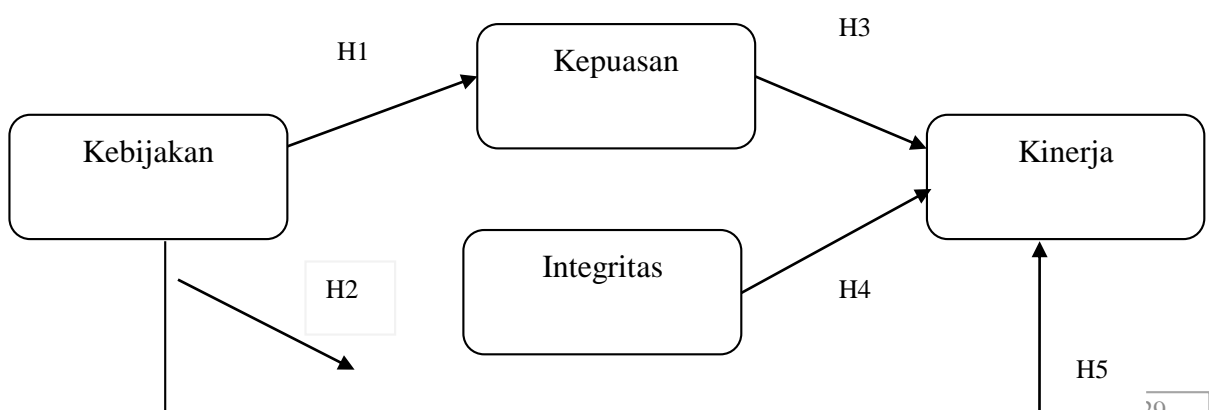 H1
Kepuasan
H3
Kebijakan
Kinerja
H2
Integritas
H4
H5